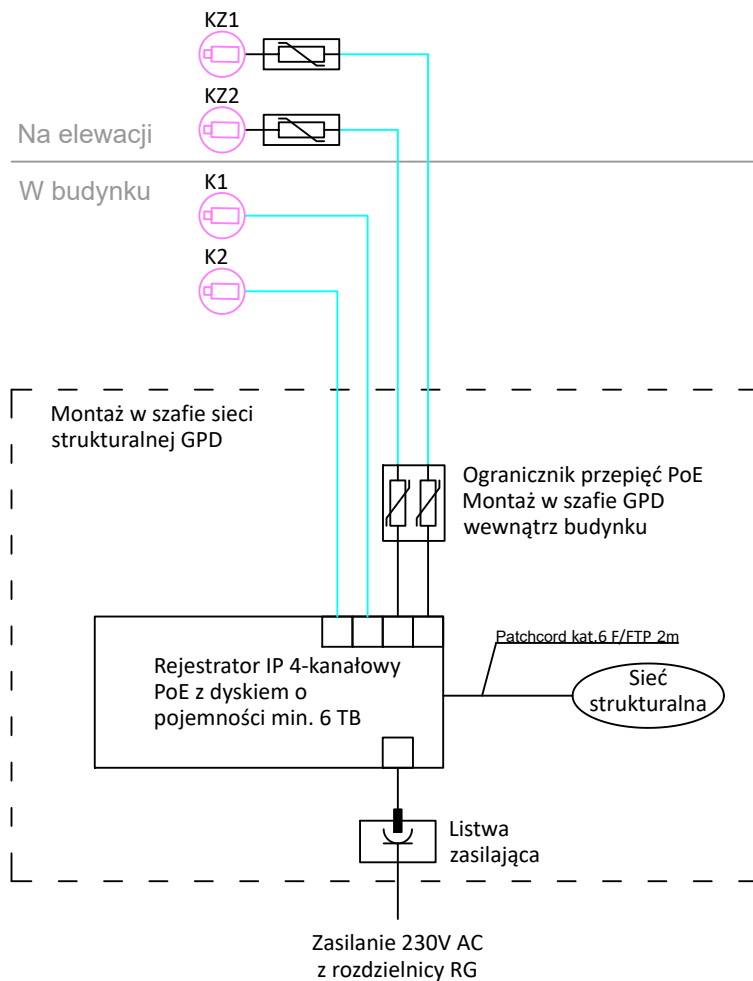 KZ1
KZ2
Na elewacji
W budynku
K1
K2
Montaż w szafie sieci
strukturalnej GPD
Ogranicznik przepięć PoE
Montaż w szafie GPD
wewnątrz budynku
Patchcord kat.6 F/FTP 2m
Rejestrator IP 4-kanałowy
PoE z dyskiem o
pojemności min. 6 TB
Sieć
strukturalna
Listwa
zasilająca
Zasilanie 230V AC
z rozdzielnicy RG